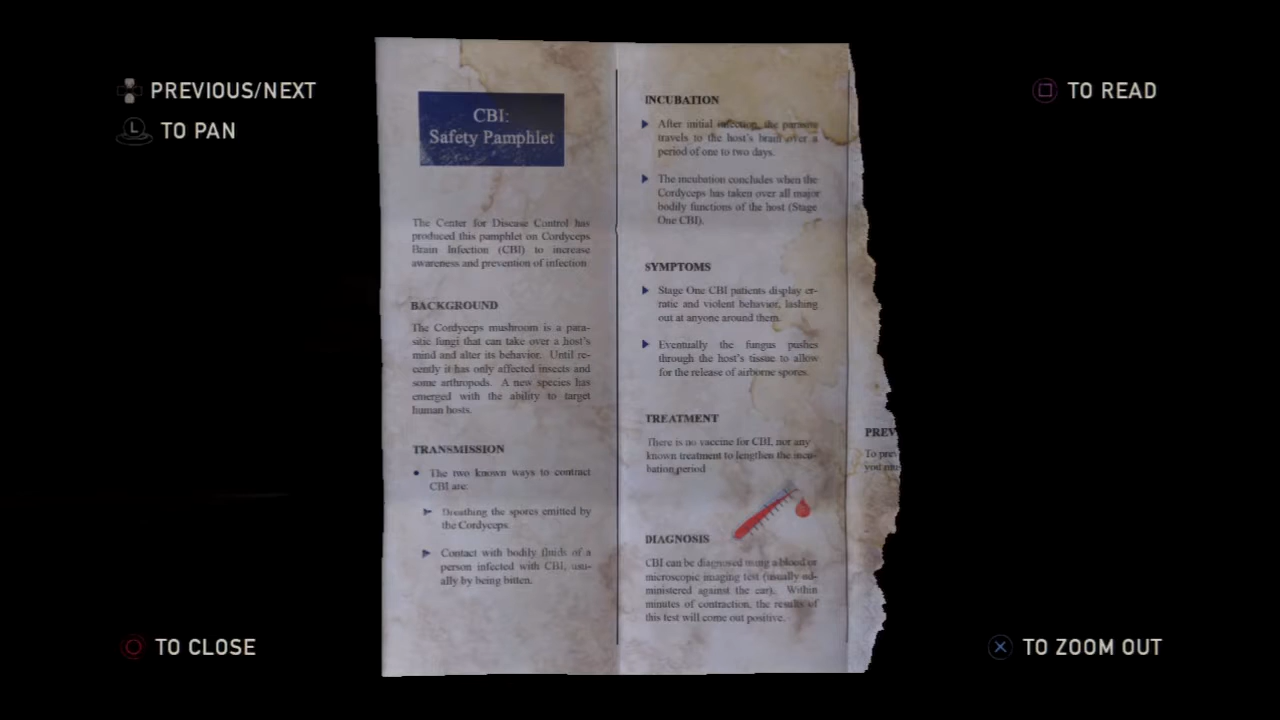 PREVIOUS/NEXT
L TO PAN
TO READ
CBI:
Safety Pamphlet
The Center for Disease Control has
produced this pamphlet on Cordyceps
Brain Infection (CBI) to increase
awareness and prevention of infection
BACKGROUND
The Cordyceps mushroom is a para-
sitic fungi that can take over a host's
mind and alter its behavior. Until re-
cently it has only affected insects and
some arthropods. A new species has
emerged with the ability to target
human hosts.
TRANSMISSION
• The two known ways to contract
CBI are:
Breathing the spores emitted by
the Cordyceps.
Contact with bodily fluids of a
person infected with CBI, usu-
ally by being bitten.
INCUBATION
After initial infection, the parasite
travels to the host's brain over a
period of one to two days.
The incubation concludes when the
Cordyceps has taken over all major
bodily functions of the host (Stage
One CBI).
SYMPTOMS
Stage One CBI patients display er-
ratic and violent behavior, lashing
out at anyone around them.
Eventually the fungus pushes
through the host's tissue to allow
for the release of airborne spores.
TREATMENT
There is no vaccine for CBI, nor any
known treatment to lengthen the incu-
bation period
DIAGNOSIS
CBI can be diagnosed using a blood or
microscopic imaging test (usually ad-
ministered against the ear). Within
minutes of contraction, the results of
this test will come out positive.
PREV
To prev
you mu
TO CLOSE
TO ZOOM OUT